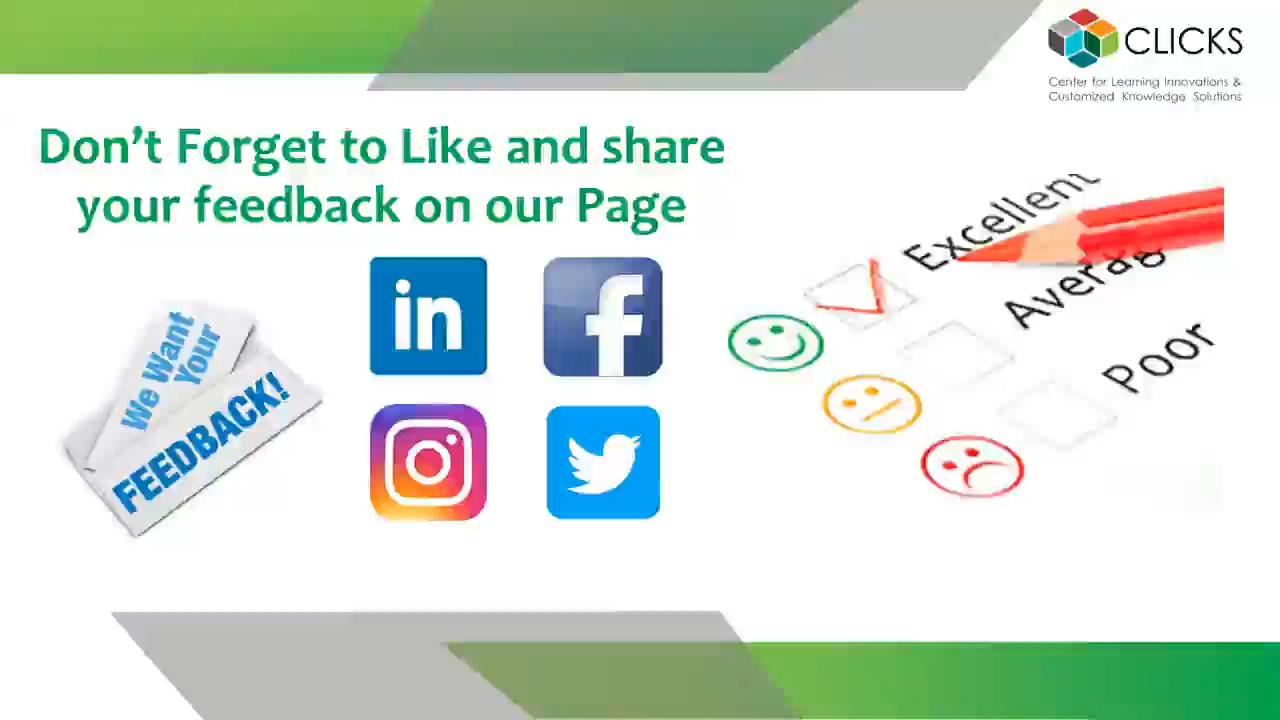 CLICKS
Center for Learning Innovations &
Customized Knowledge Solutions
Don't Forget to Like and share
your feedback on our Page
We Want
Your
FEEDBACK!
in
f
Excellent
Average
Poor